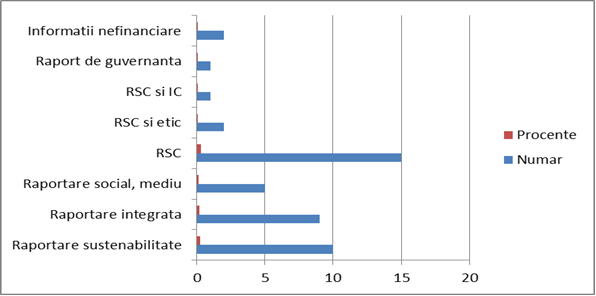 Informatii nefinanciare
Raport de guvernanta
RSC si IC
RSC si etic
RSC
Raportare social, mediu
Raportare integrata
Raportare sustenabilitate
0 5 10 15 20
Procente
Numar